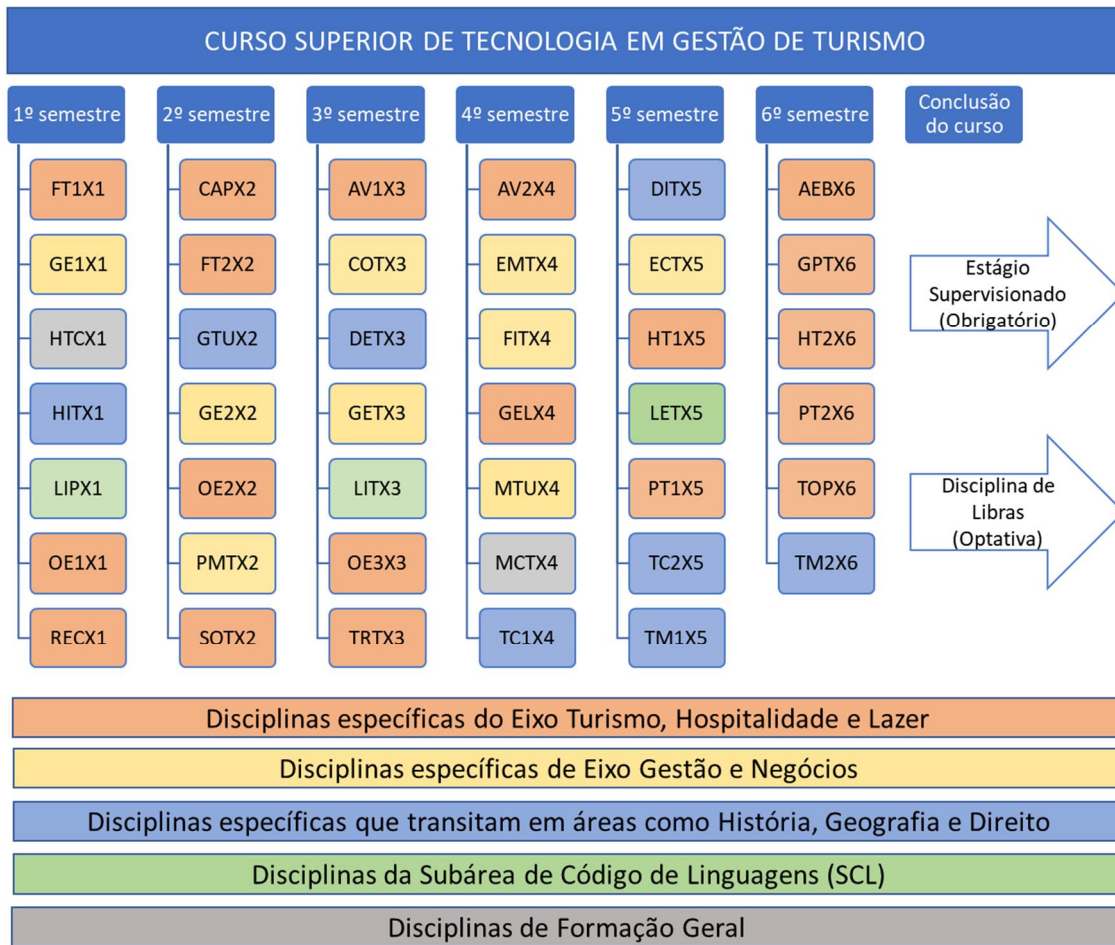 CURSO SUPERIOR DE TECNOLOGIA EM GESTÃO DE TURISMO
1º semestre
FT1X1
GE1X1
HTCX1
HITX1
LIPX1
OE1X1
RECX1
2º semestre
CAPX2
FT2X2
GTUX2
GE2X2
OE2X2
PMTX2
SOTX2
3º semestre
AV1X3
COTX3
DETX3
GETX3
LITX3
OE3X3
TRTX3
4º semestre
AV2X4
EMTX4
FITX4
GELX4
MTUX4
MCTX4
TC1X4
5º semestre
DITX5
ECTX5
HT1X5
LETX5
PT1X5
TC2X5
TM1X5
6º semestre
AEBX6
GPTX6
HT2X6
PT2X6
TOPX6
TM2X6
Conclusão
do curso
Estágio
Supervisionado
(Obrigatório)
Disciplina de
Libras
(Optativa)
Disciplinas específicas do Eixo Turismo, Hospitalidade e Lazer
Disciplinas específicas de Eixo Gestão e Negócios
Disciplinas específicas que transitam em áreas como História, Geografia e Direito
Disciplinas da Subárea de Código de Linguagens (SCL)
Disciplinas de Formação Geral